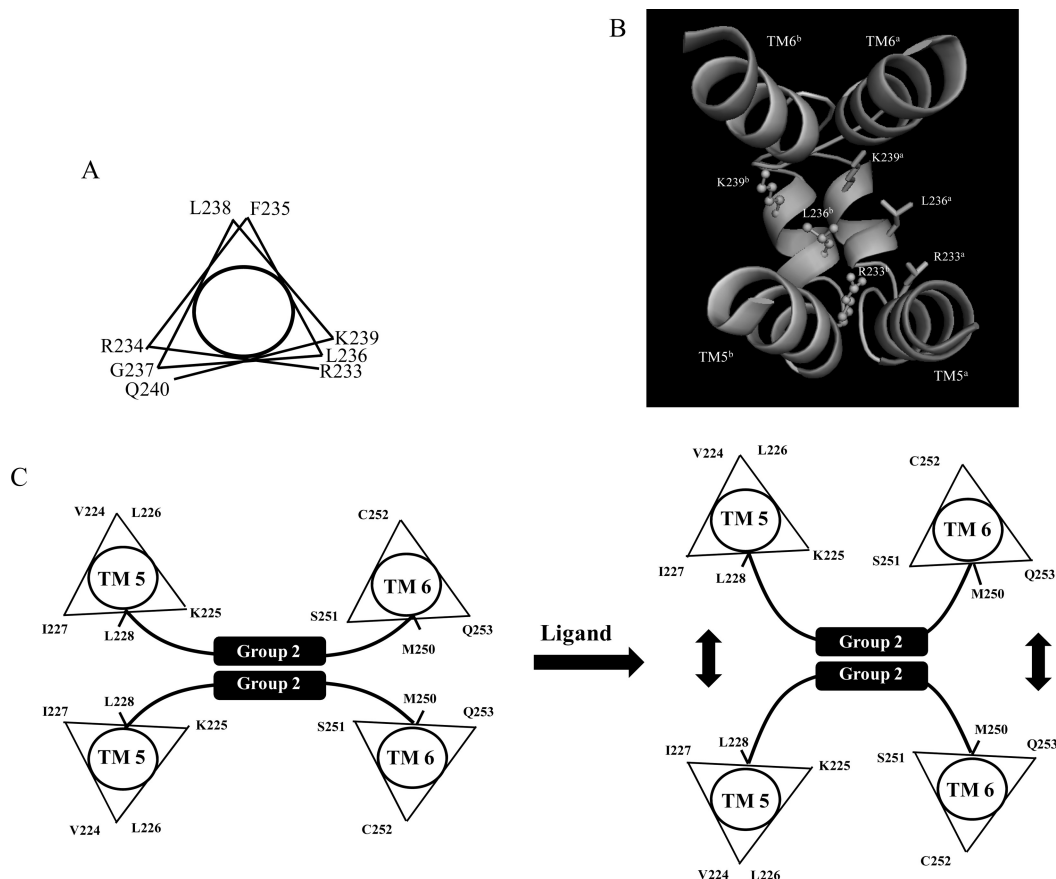 A
L238 F235
R234
G237
Q240
K239
L236
R233
B
TM6ᵇ TM6ᵃ
K239ᵃ
K239ᵇ
L236ᵇ
L236ᵃ
R233ᵇ
R233ᵃ
TM5ᵇ
TM5ᵃ
C
V224 L226
TM 5
I227
L228
K225
C252
TM 6
S251
M250
Q253
Group 2
Group 2
I227
L228
K225
TM 5
V224 L226
S251
M250
Q253
TM 6
C252
Ligand
V224 L226
TM 5
I227
L228
K225
C252
TM 6
S251
M250
Q253
Group 2
Group 2
I227
L228
K225
TM 5
V224 L226
S251
M250
Q253
TM 6
C252